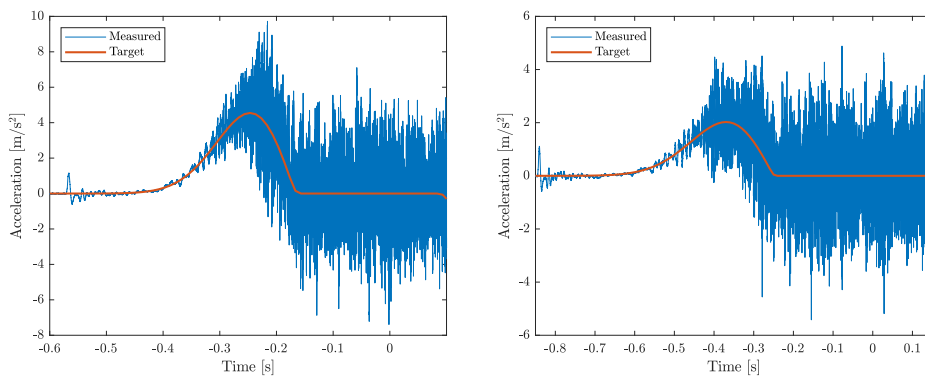 10
8
6
4
2
0
-2
-4
-6
-8
Acceleration [m/s²]
Measured
Target
-0.6 -0.5 -0.4 -0.3 -0.2 -0.1 0
Time [s]
6
4
2
0
-2
-4
-6
Acceleration [m/s²]
Measured
Target
-0.8 -0.7 -0.6 -0.5 -0.4 -0.3 -0.2 -0.1 0 0.1
Time [s]